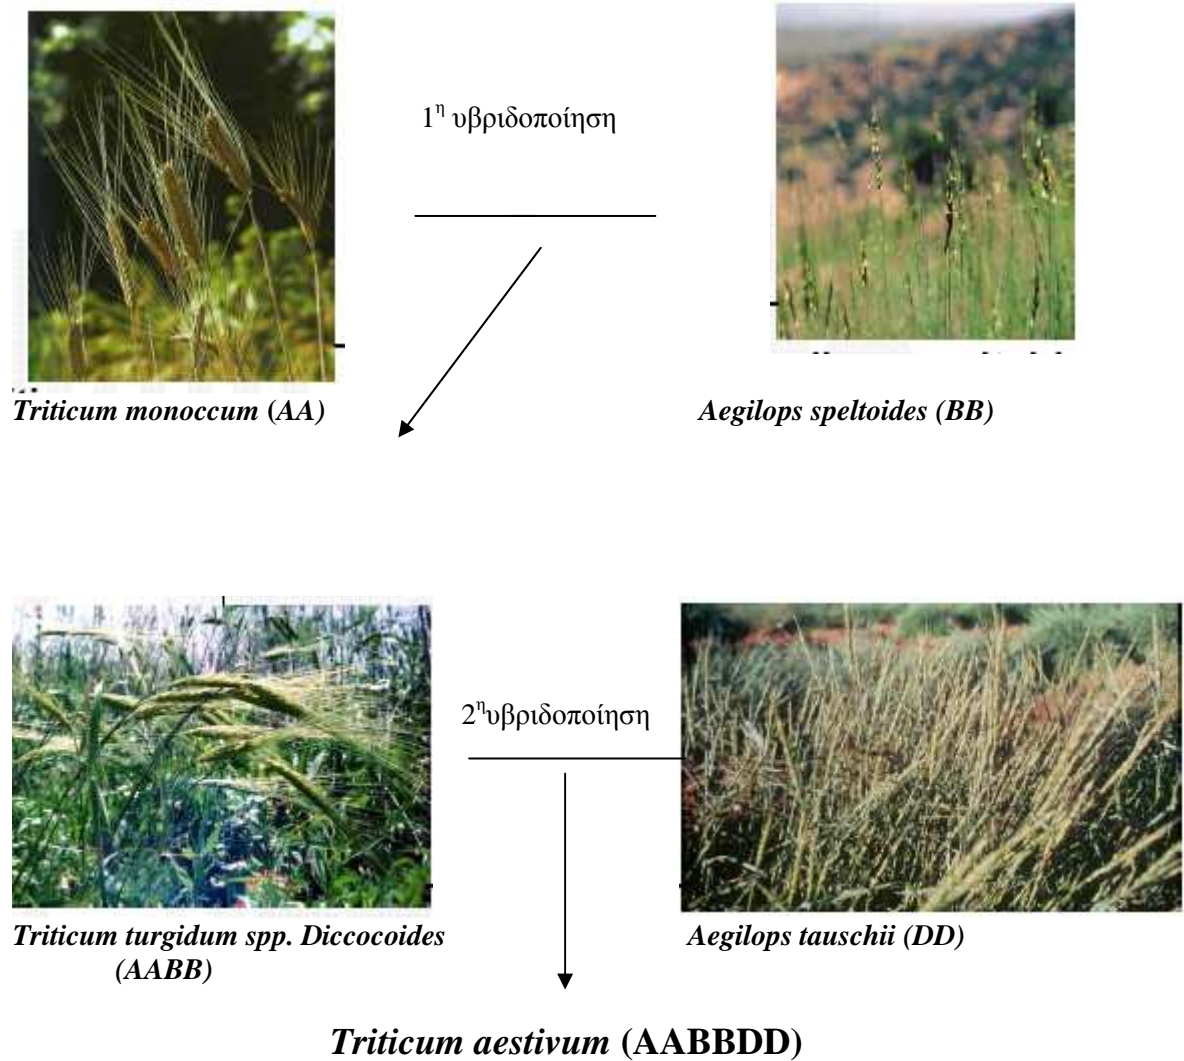 1η υβριδοποίηση
Triticum monoccum (AA)
Aegilops speltoides (BB)
2ηυβριδοποίηση
Triticum turgidum spp. Diccocoides
(AABB)
Aegilops tauschii (DD)
Triticum aestivum (AABBDD)